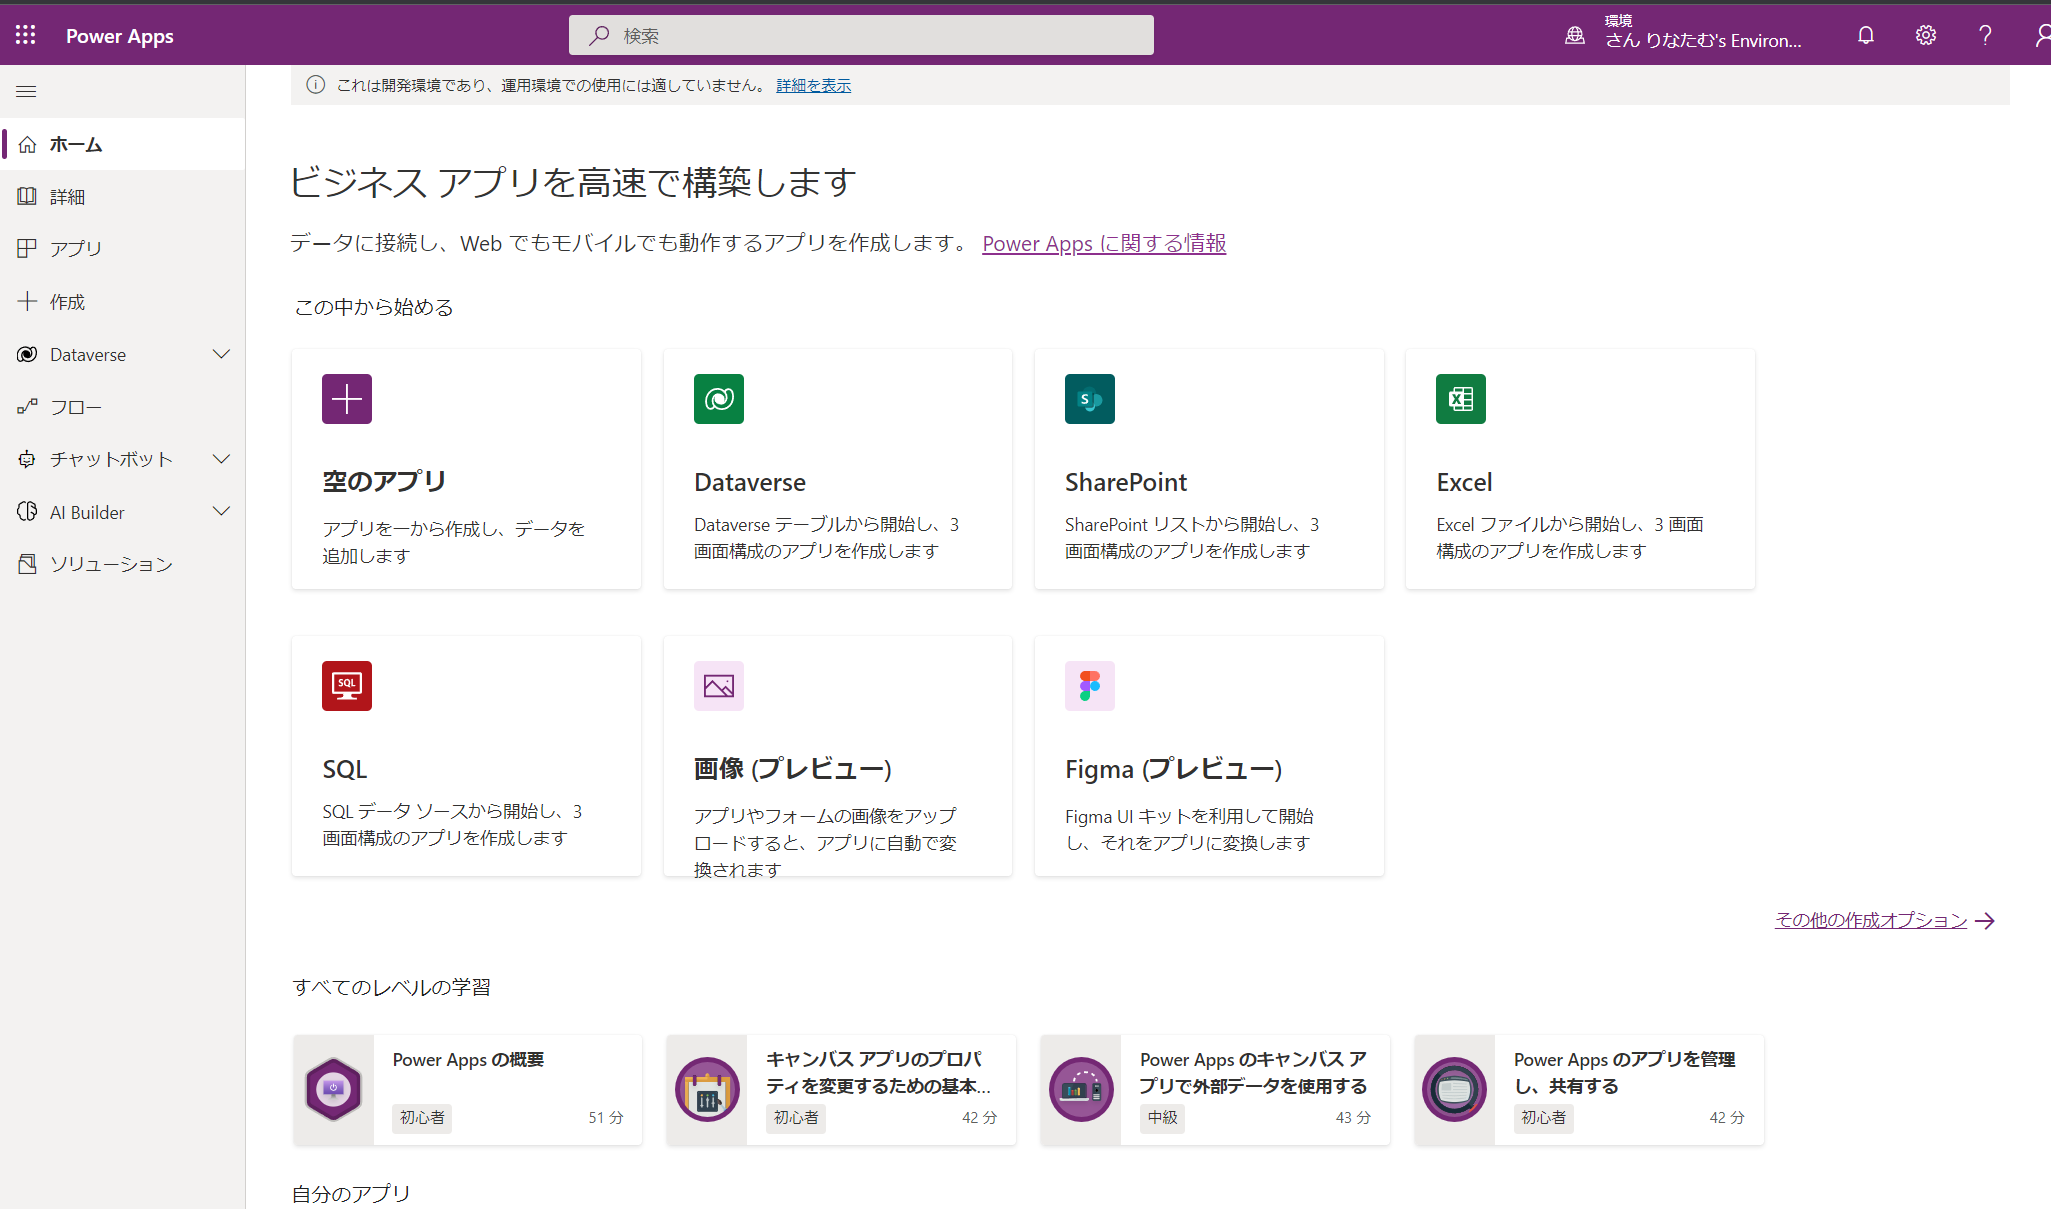 Power Apps
検索
環境
さん りなたむ's Environ...
これは開発環境であり、運用環境での使用には適していません。 詳細を表示
ホーム
詳細
アプリ
作成
Dataverse
フロー
チャットボット
AI Builder
ソリューション
ビジネス アプリを高速で構築します
データに接続し、Web でもモバイルでも動作するアプリを作成します。 Power Apps に関する情報
この中から始める
空のアプリ
アプリを一から作成し、データを
追加します
Dataverse
Dataverse テーブルから開始し、3
画面構成のアプリを作成します
S
SharePoint
SharePoint リストから開始し、3
画面構成のアプリを作成します
X
Excel
Excel ファイルから開始し、3 画面
構成のアプリを作成します
SQL
SQL
SQL データ ソースから開始し、3
画面構成のアプリを作成します
画像 (プレビュー)
アプリやフォームの画像をアップ
ロードすると、アプリに自動で変
換されます
Figma (プレビュー)
Figma UI キットを利用して開始
し、それをアプリに変換します
その他の作成オプション
すべてのレベルの学習
Power Apps の概要
初心者
51 分
キャンバス アプリのプロパ
ティを変更するための基本...
初心者
42 分
Power Apps のキャンバス ア
プリで外部データを使用する
中級
43 分
Power Apps のアプリを管理
し、共有する
初心者
42 分
自分のアプリ